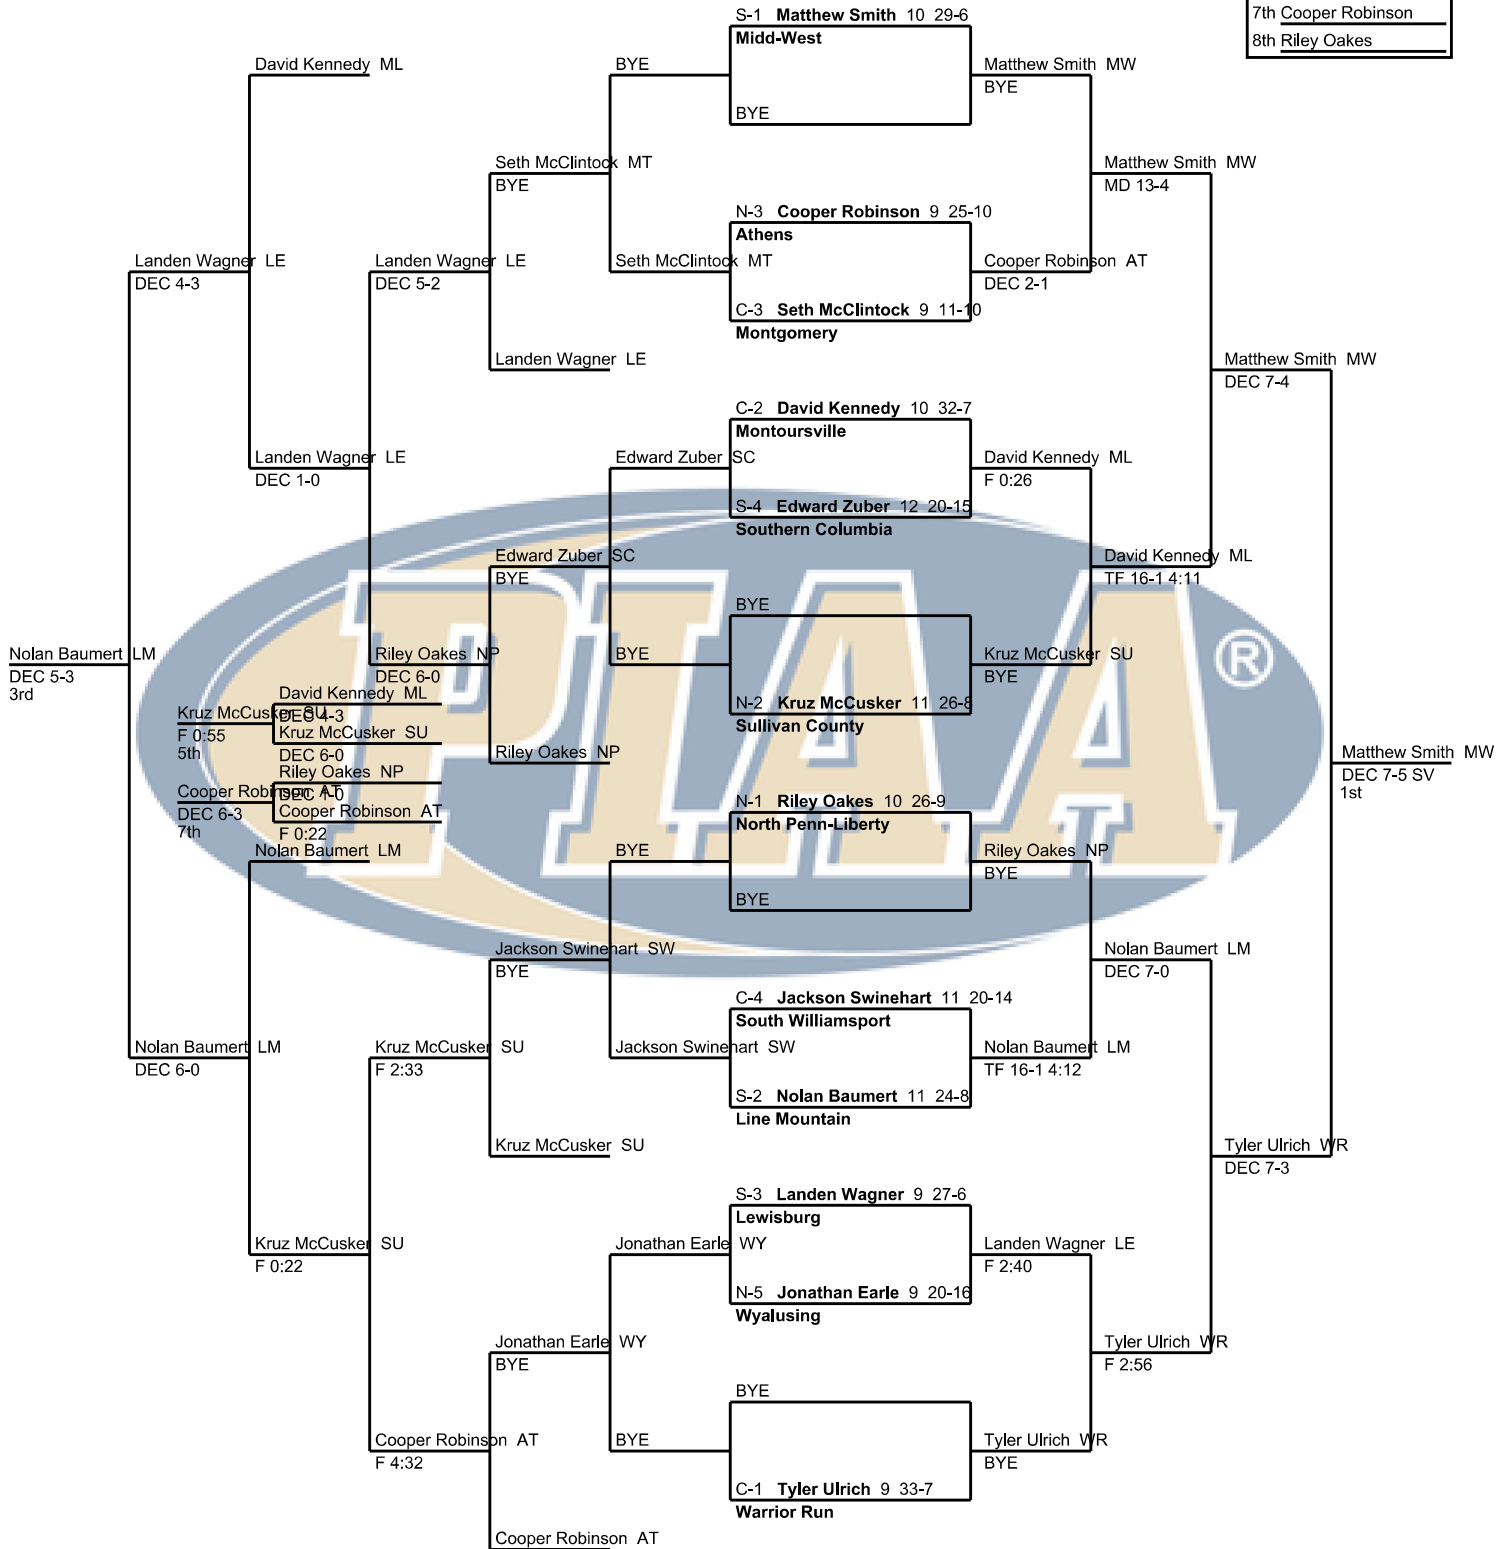 S-1 Matthew Smith 10 29-6
Midd-West
7th Cooper Robinson
8th Riley Oakes
David Kennedy ML
BYE
Matthew Smith MW
BYE
BYE
Seth McClintock MT
BYE
Matthew Smith MW
MD 13-4
N-3 Cooper Robinson 9 25-10
Athens
Landen Wagner LE
DEC 4-3
Landen Wagner LE
DEC 5-2
Seth McClintock MT
Cooper Robinson AT
DEC 2-1
C-3 Seth McClintock 9 11-10
Montgomery
Landen Wagner LE
Matthew Smith MW
DEC 7-4
C-2 David Kennedy 10 32-7
Montoursville
Landen Wagner LE
DEC 1-0
Edward Zuber SC
David Kennedy ML
F 0:26
S-4 Edward Zuber 12 20-15
Southern Columbia
Edward Zuber SC
BYE
David Kennedy ML
TF 16-1 4:11
BYE
PIAA®
Nolan Baumert LM
DEC 5-3
3rd
Riley Oakes NP
DEC 6-0
BYE
Kruz McCusker SU
BYE
David Kennedy ML
DEC 4-3
N-2 Kruz McCusker 11 26-8
Sullivan County
Kruz McCusker SU
F 0:55
5th
Kruz McCusker SU
DEC 6-0
Riley Oakes NP
Matthew Smith MW
DEC 7-5 SV
1st
Riley Oakes NP
DEC 1-0
Cooper Robinson AT
DEC 6-3
7th
Cooper Robinson AT
F 0:22
N-1 Riley Oakes 10 26-9
North Penn-Liberty
Nolan Baumert LM
BYE
Riley Oakes NP
BYE
BYE
Jackson Swinehart SW
BYE
Nolan Baumert LM
DEC 7-0
C-4 Jackson Swinehart 11 20-14
South Williamsport
Nolan Baumert LM
DEC 6-0
Kruz McCusker SU
F 2:33
Jackson Swinehart SW
Nolan Baumert LM
TF 16-1 4:12
S-2 Nolan Baumert 11 24-8
Line Mountain
Kruz McCusker SU
Tyler Ulrich WR
DEC 7-3
S-3 Landen Wagner 9 27-6
Lewisburg
Kruz McCusker SU
F 0:22
Jonathan Earle WY
Landen Wagner LE
F 2:40
N-5 Jonathan Earle 9 20-16
Wyalusing
Jonathan Earle WY
BYE
Tyler Ulrich WR
F 2:56
BYE
Cooper Robinson AT
F 4:32
BYE
Tyler Ulrich WR
BYE
C-1 Tyler Ulrich 9 33-7
Warrior Run
Cooper Robinson AT